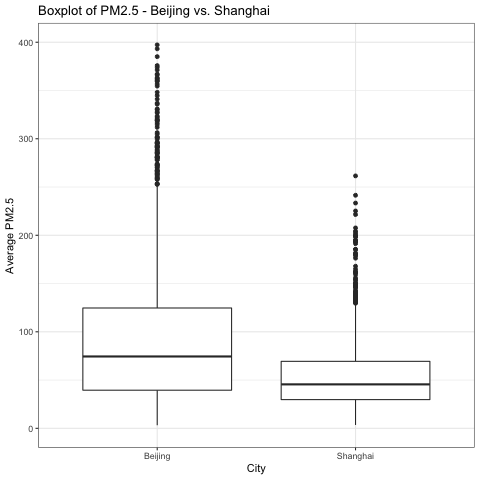 Boxplot of PM2.5 - Beijing vs. Shanghai
400
300
200
100
0
Average PM2.5
Beijing Shanghai
City